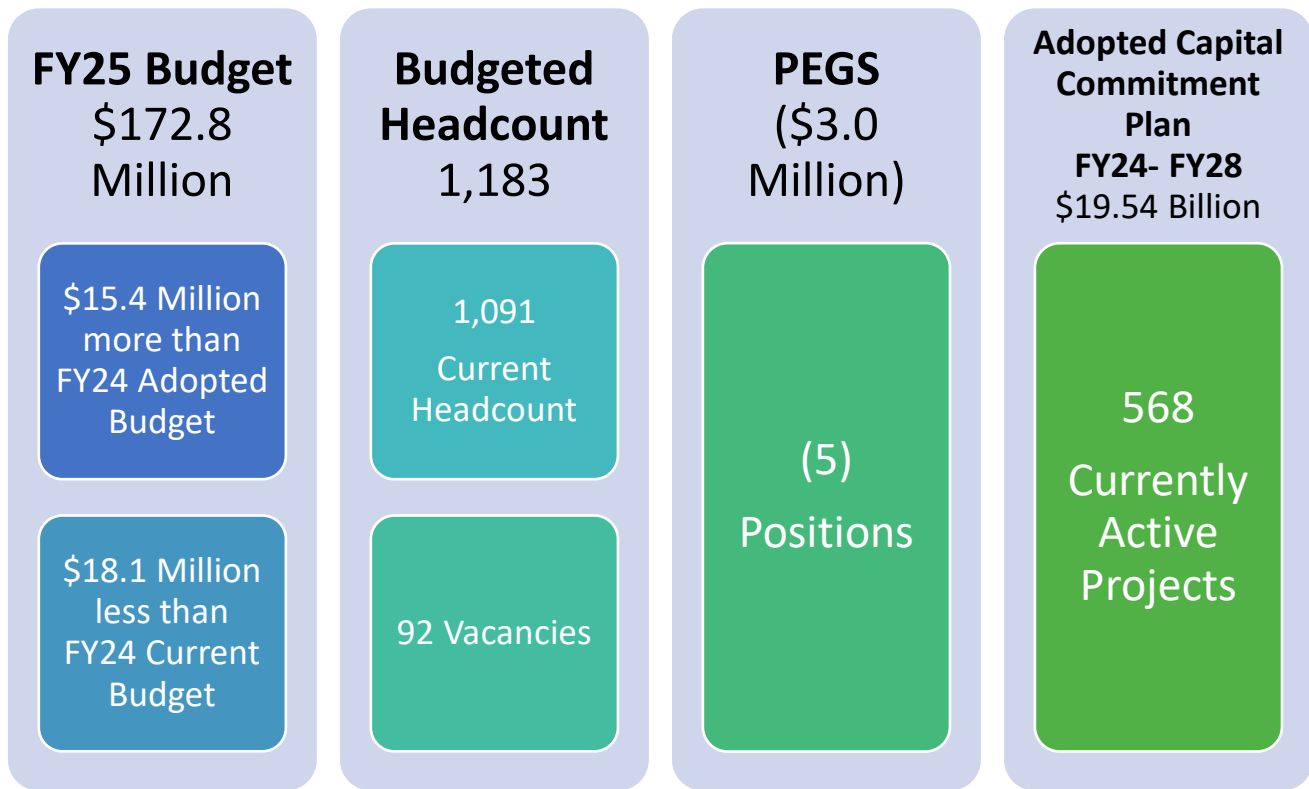 FY25 Budget
$172.8
Million
$15.4 Million
more than
FY24 Adopted
Budget
$18.1 Million
less than
FY24 Current
Budget
Budgeted
Headcount
1,183
1,091
Current
Headcount
92 Vacancies
PEGS
($3.0
Million)
(5)
Positions
Adopted Capital
Commitment
Plan
FY24- FY28
$19.54 Billion
568
Currently
Active
Projects